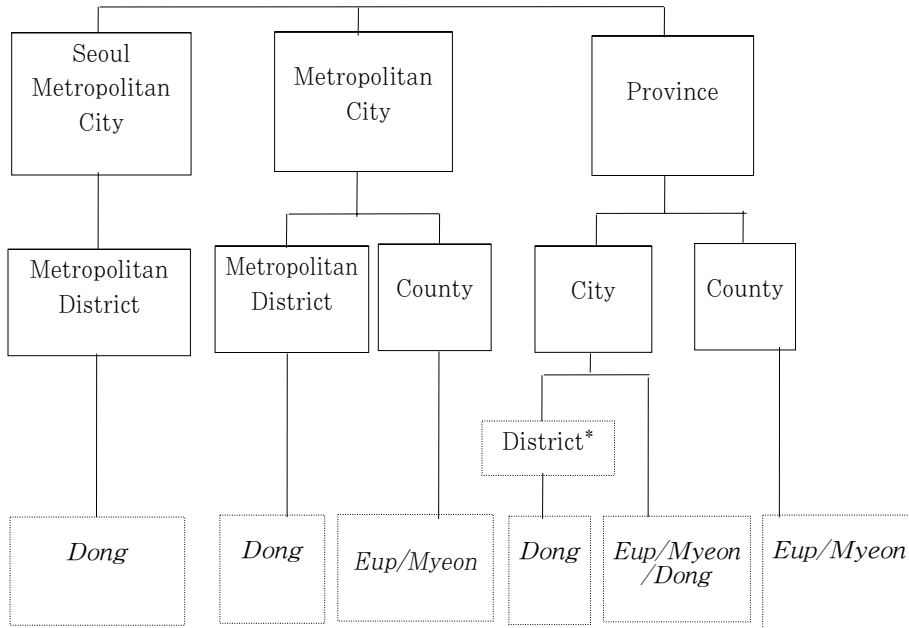 Seoul
Metropolitan
City
Metropolitan
City
Province
Metropolitan
District
Metropolitan
District
County
City
County
District*
Dong
Dong
Eup/Myeon
Dong
Eup/Myeon
/Dong
Eup/Myeon